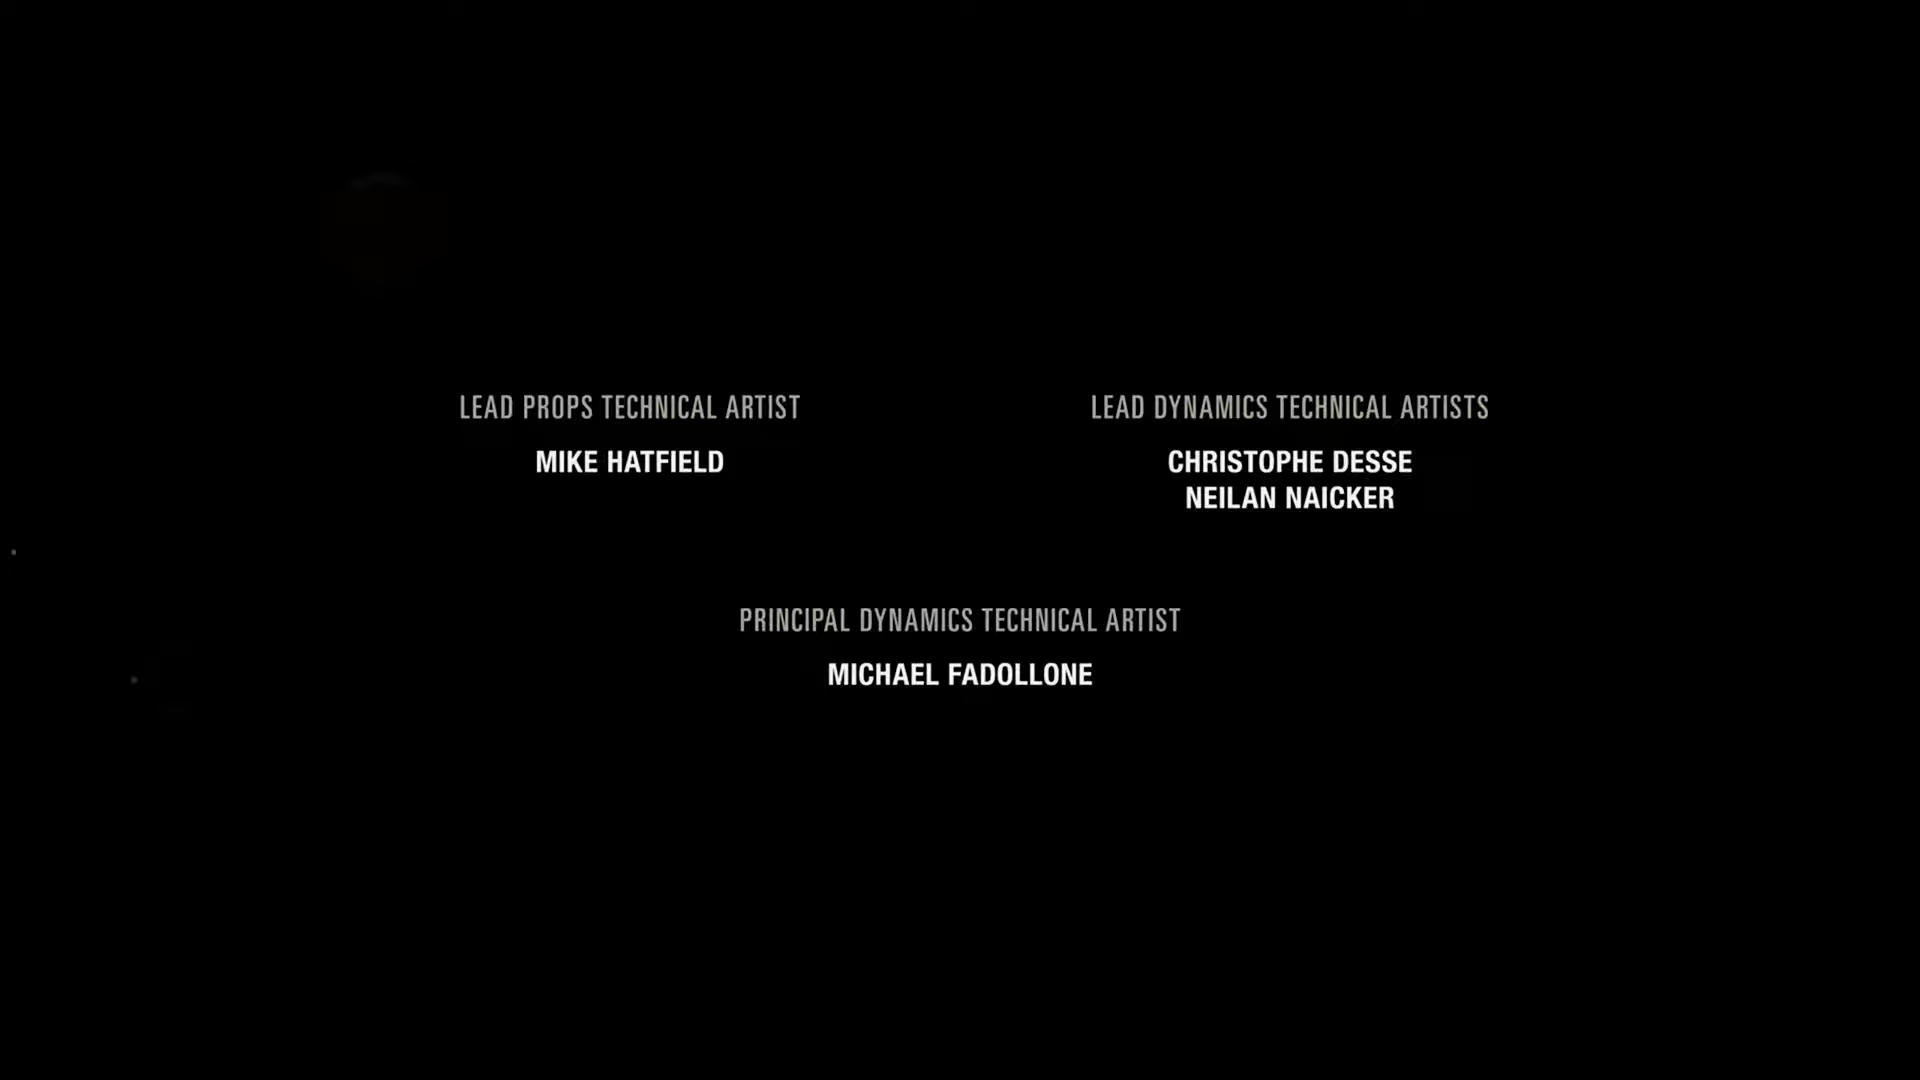 LEAD PROPS TECHNICAL ARTIST
MIKE HATFIELD
LEAD DYNAMICS TECHNICAL ARTISTS
CHRISTOPHE DESSE
NEILAN NAICKER
PRINCIPAL DYNAMICS TECHNICAL ARTIST
MICHAEL FADOLLONE